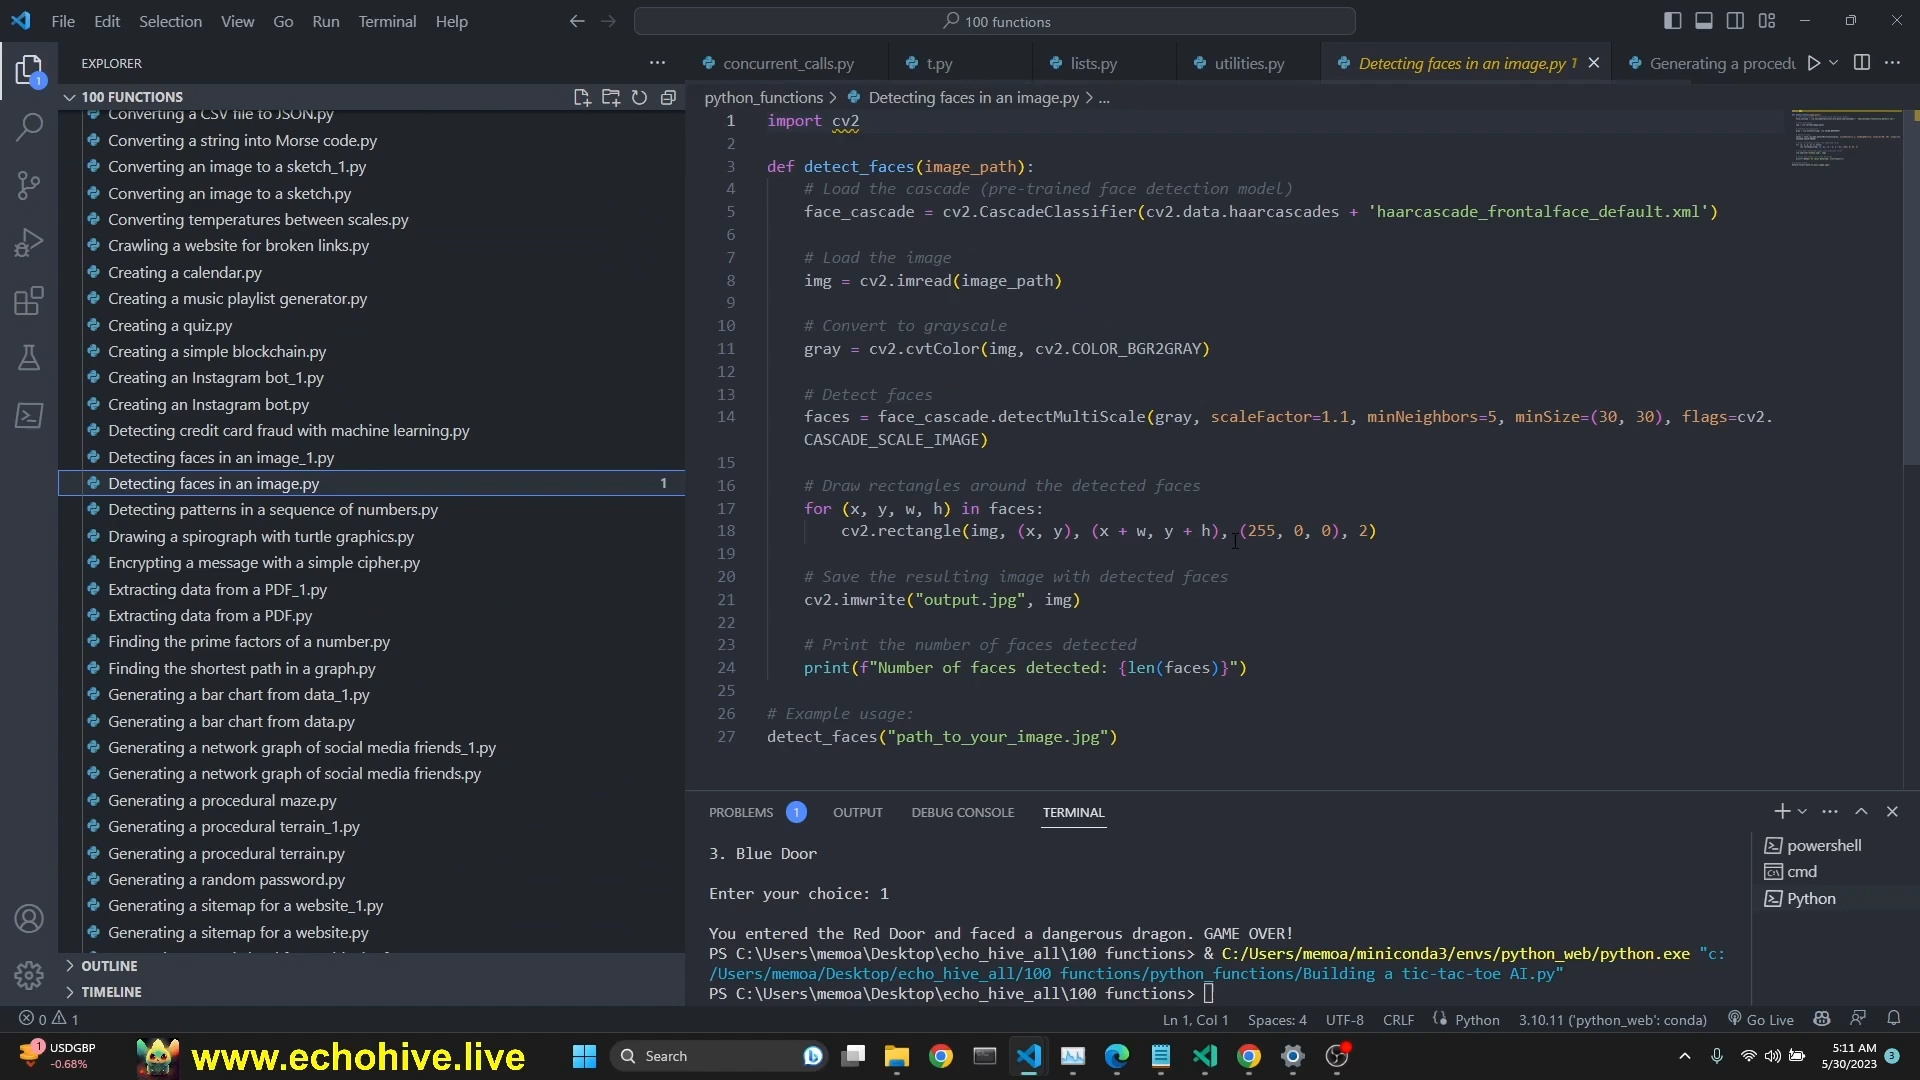 File Edit Selection View Go Run Terminal Help
100 functions
EXPLORER
100 FUNCTIONS
Converting a CSV file to JSON.py
Converting a string into Morse code.py
Converting an image to a sketch_1.py
Converting an image to a sketch.py
Converting temperatures between scales.py
Crawling a website for broken links.py
Creating a calendar.py
Creating a music playlist generator.py
Creating a quiz.py
Creating a simple blockchain.py
Creating an Instagram bot_1.py
Creating an Instagram bot.py
Detecting credit card fraud with machine learning.py
Detecting faces in an image_1.py
Detecting faces in an image.py 1
Detecting patterns in a sequence of numbers.py
Drawing a spirograph with turtle graphics.py
Encrypting a message with a simple cipher.py
Extracting data from a PDF_1.py
Extracting data from a PDF.py
Finding the prime factors of a number.py
Finding the shortest path in a graph.py
Generating a bar chart from data_1.py
Generating a bar chart from data.py
Generating a network graph of social media friends_1.py
Generating a network graph of social media friends.py
Generating a procedural maze.py
Generating a procedural terrain_1.py
Generating a procedural terrain.py
Generating a random password.py
Generating a sitemap for a website_1.py
Generating a sitemap for a website.py
OUTLINE
TIMELINE
concurrent_calls.py t.py lists.py utilities.py Detecting faces in an image.py 1 Generating a procedu
python_functions > Detecting faces in an image.py > ...
1 import cv2
2
3 def detect_faces(image_path):
4 # Load the cascade (pre-trained face detection model)
5 face_cascade = cv2.CascadeClassifier(cv2.data.haarcascades + 'haarcascade_frontalface_default.xml')
6
7 # Load the image
8 img = cv2.imread(image_path)
9
10 # Convert to grayscale
11 gray = cv2.cvtColor(img, cv2.COLOR_BGR2GRAY)
12
13 # Detect faces
14 faces = face_cascade.detectMultiScale(gray, scaleFactor=1.1, minNeighbors=5, minSize=(30, 30), flags=cv2.
CASCADE_SCALE_IMAGE)
15
16 # Draw rectangles around the detected faces
17 for (x, y, w, h) in faces:
18 cv2.rectangle(img, (x, y), (x + w, y + h), (255, 0, 0), 2)
19
20 # Save the resulting image with detected faces
21 cv2.imwrite("output.jpg", img)
22
23 # Print the number of faces detected
24 print(f"Number of faces detected: {len(faces)}")
25
26 # Example usage:
27 detect_faces("path_to_your_image.jpg")
PROBLEMS 1 OUTPUT DEBUG CONSOLE TERMINAL
3. Blue Door
Enter your choice: 1
You entered the Red Door and faced a dangerous dragon. GAME OVER!
PS C:\Users\memoa\Desktop\echo_hive_all\100 functions> & C:/Users/memoa/miniconda3/envs/python_web/python.exe "c:
/Users/memoa/Desktop/echo_hive_all/100 functions/python_functions/Building a tic-tac-toe AI.py"
PS C:\Users\memoa\Desktop\echo_hive_all\100 functions>
powershell
cmd
Python
0 1 Ln 1, Col 1 Spaces: 4 UTF-8 CRLF Python 3.10.11 ('python_web': conda) Go Live
1 USDGBP
-0.68%
www.echohive.live
Search
5:11 AM
5/30/2023
3